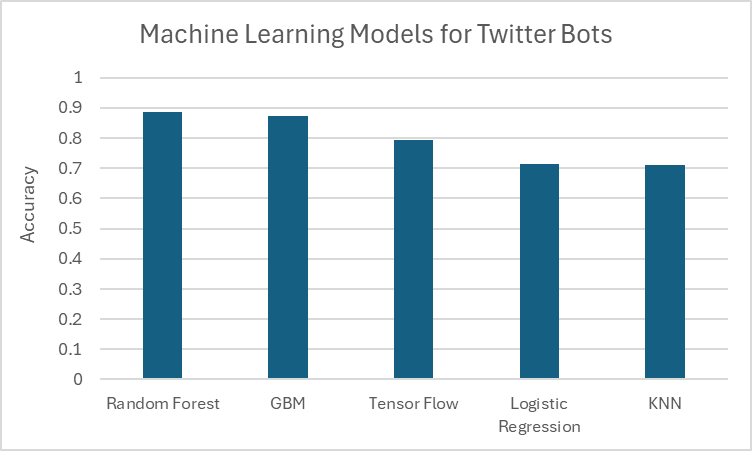 Machine Learning Models for Twitter Bots
Accuracy
1
0.9
0.8
0.7
0.6
0.5
0.4
0.3
0.2
0.1
0
Random Forest
GBM
Tensor Flow
Logistic
Regression
KNN